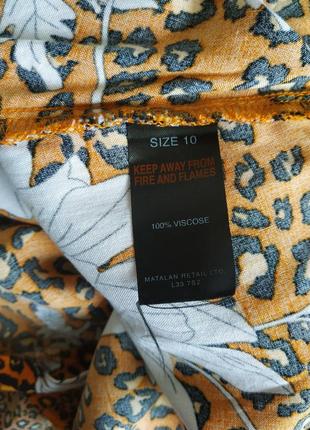 SIZE 10
KEEP AWAY FROM
FIRE AND FLAMES
100% VISCOSE
MATALAN RETAIL LTD.
L33 7SZ